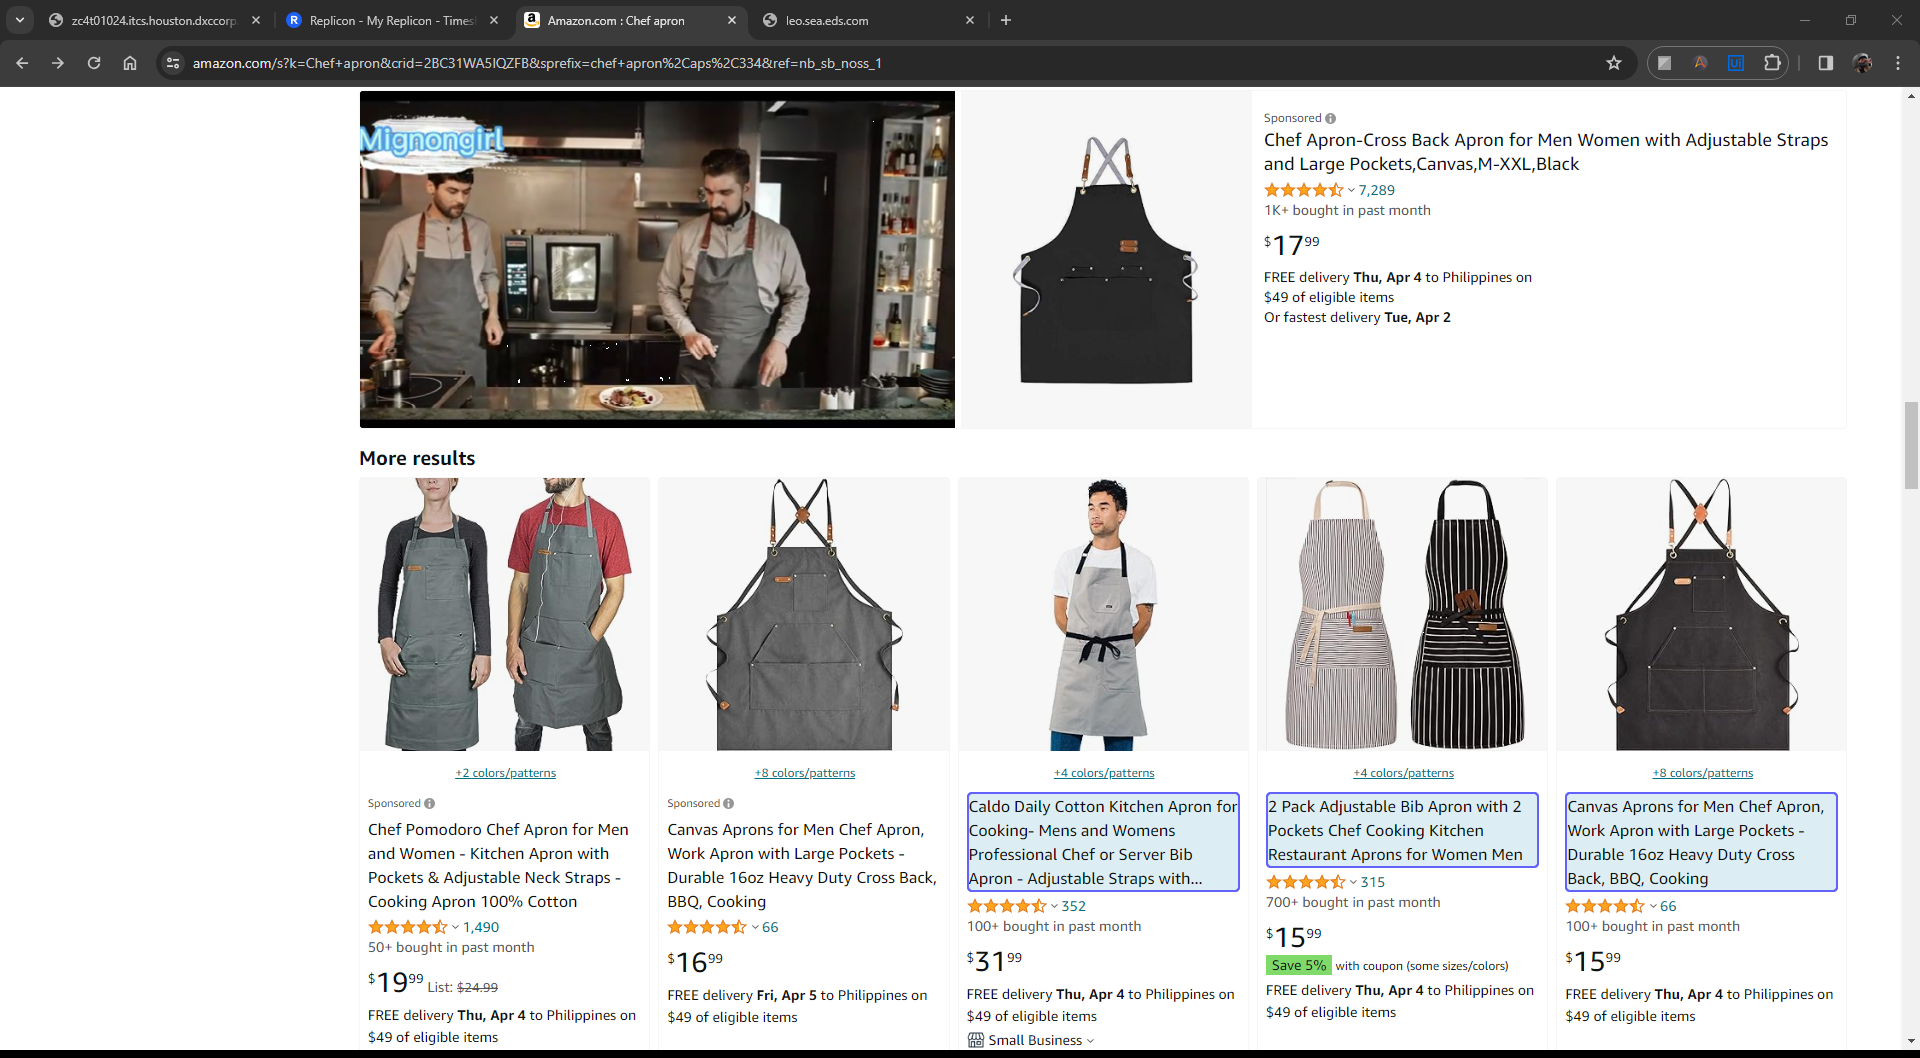 zc4t01024.itcs.houston.dxccorp
Replicon - My Replicon - Times
Amazon.com : Chef apron
leo.sea.eds.com
amazon.com/s?k=Chef+apron&crid=2BC31WA5IQZFB&sprefix=chef+apron%2Caps%2C334&ref=nb_sb_noss_1
Mignongirl
Sponsored
Chef Apron-Cross Back Apron for Men Women with Adjustable Straps
and Large Pockets,Canvas,M-XXL,Black
7,289
1K+ bought in past month
$17 99
FREE delivery Thu, Apr 4 to Philippines on
$49 of eligible items
Or fastest delivery Tue, Apr 2
More results
+2 colors/patterns
Sponsored
Chef Pomodoro Chef Apron for Men
and Women - Kitchen Apron with
Pockets & Adjustable Neck Straps -
Cooking Apron 100% Cotton
1,490
50+ bought in past month
$19 99 List: $24.99
FREE delivery Thu, Apr 4 to Philippines on
$49 of eligible items
+8 colors/patterns
Sponsored
Canvas Aprons for Men Chef Apron,
Work Apron with Large Pockets -
Durable 16oz Heavy Duty Cross Back,
BBQ, Cooking
66
$16 99
FREE delivery Fri, Apr 5 to Philippines on
$49 of eligible items
+4 colors/patterns
Caldo Daily Cotton Kitchen Apron for
Cooking- Mens and Womens
Professional Chef or Server Bib
Apron - Adjustable Straps with...
352
100+ bought in past month
$31 99
FREE delivery Thu, Apr 4 to Philippines on
$49 of eligible items
Small Business
+4 colors/patterns
2 Pack Adjustable Bib Apron with 2
Pockets Chef Cooking Kitchen
Restaurant Aprons for Women Men
315
700+ bought in past month
$15 99
Save 5% with coupon (some sizes/colors)
FREE delivery Thu, Apr 4 to Philippines on
$49 of eligible items
+8 colors/patterns
Canvas Aprons for Men Chef Apron,
Work Apron with Large Pockets -
Durable 16oz Heavy Duty Cross
Back, BBQ, Cooking
66
100+ bought in past month
$15 99
FREE delivery Thu, Apr 4 to Philippines on
$49 of eligible items